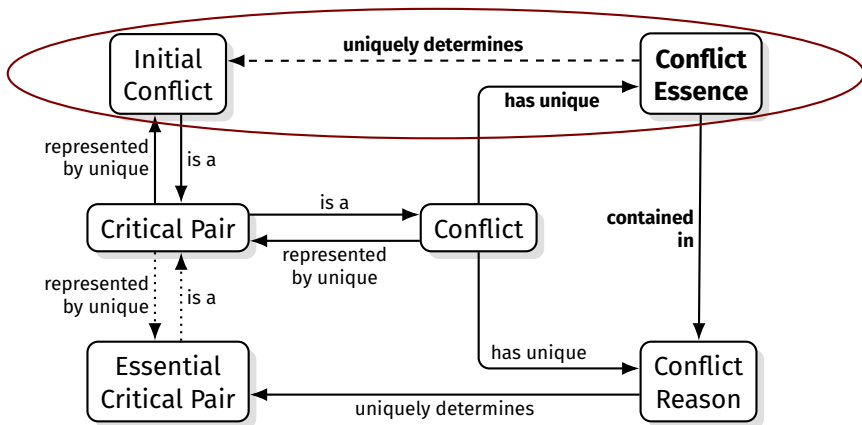 uniquely determines
Initial
Conflict
Conflict
Essence
has unique
represented
by unique
is a
is a
Critical Pair
Conflict
contained
in
represented
by unique
represented
by unique
is a
Essential
Critical Pair
has unique
Conflict
Reason
uniquely determines